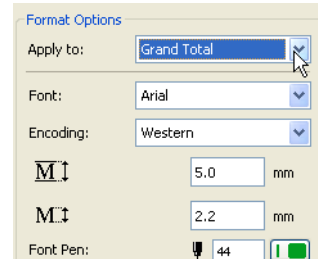 Format Options
Apply to: Grand Total
Font: Arial
Encoding: Western
M 5.0 mm
M 2.2 mm
Font Pen: 44